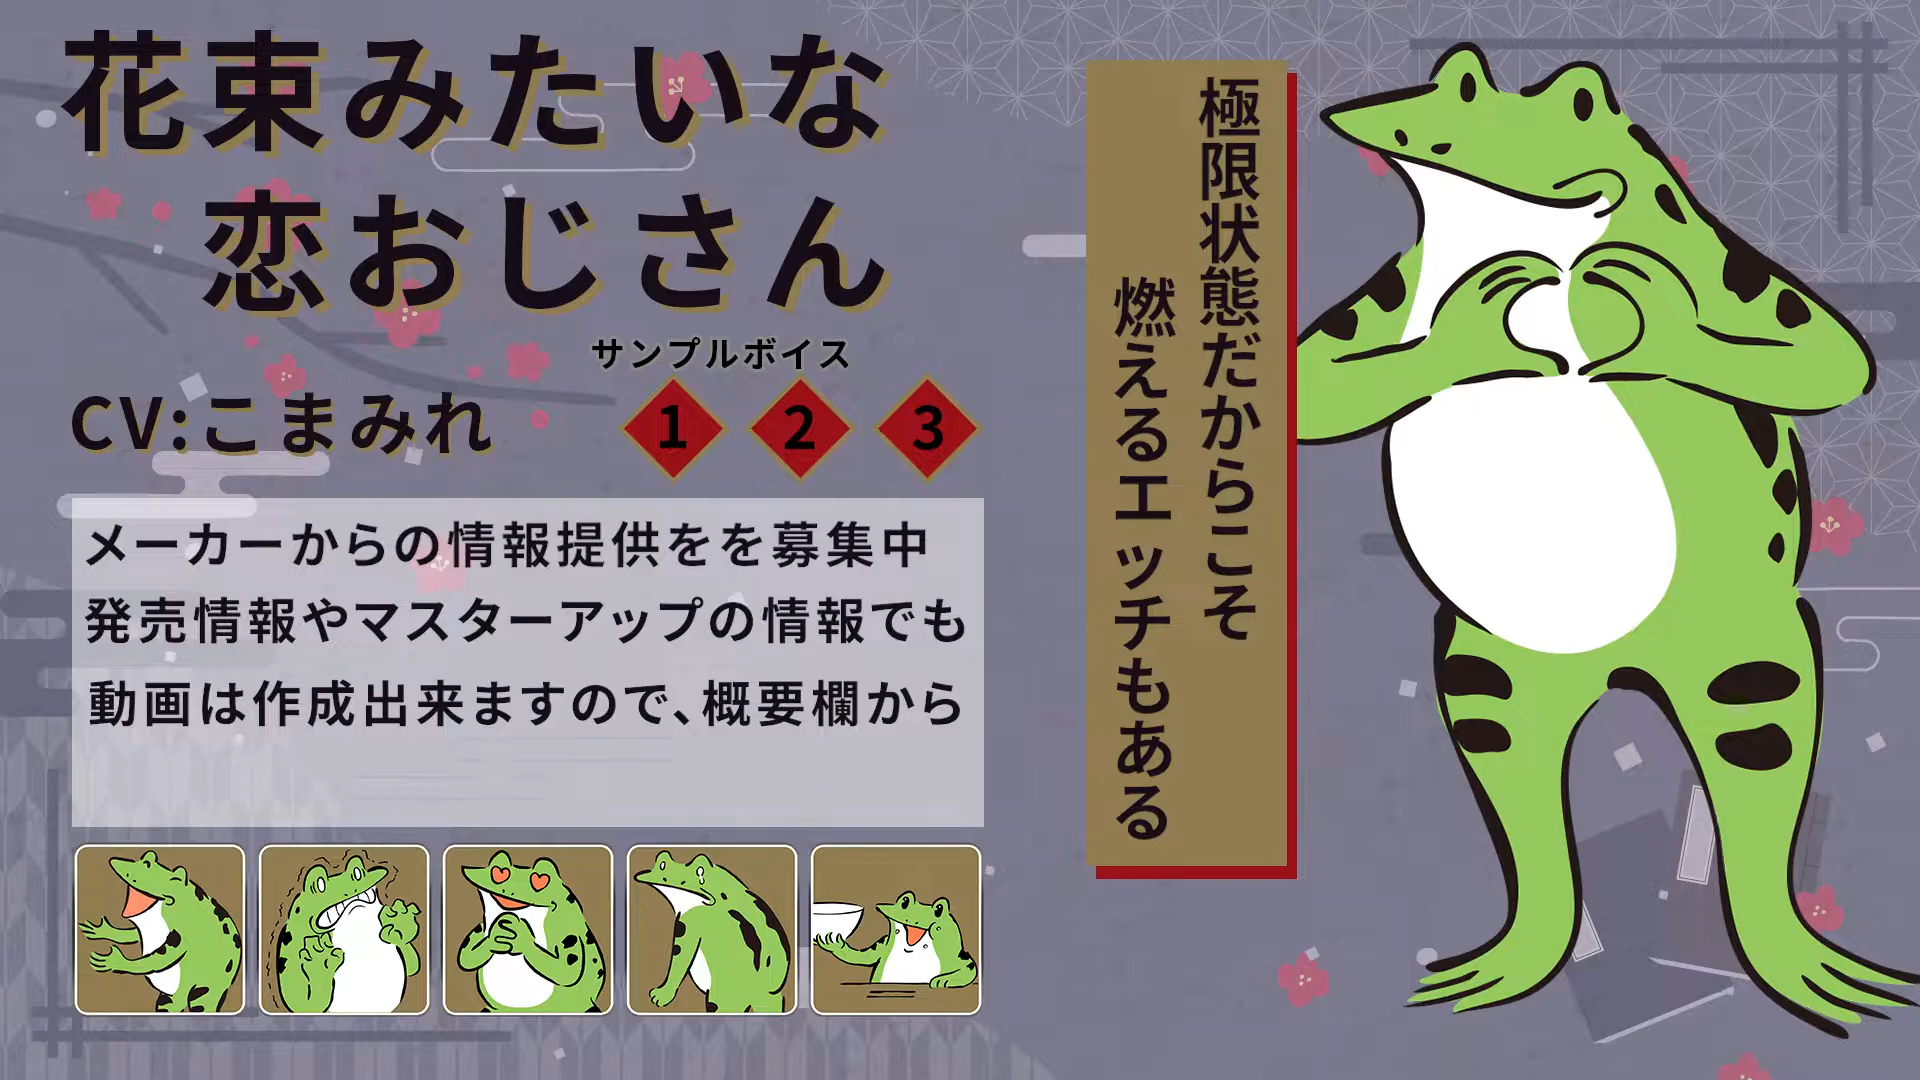 花束みたいな
恋おじさん
サンプルボイス
CV:こまみれ
1 2 3
メーカーからの情報提供をを募集中
発売情報やマスターアップの情報でも
動画は作成出来ますので、概要欄から
極限状態だからこそ
燃えるエッチもある